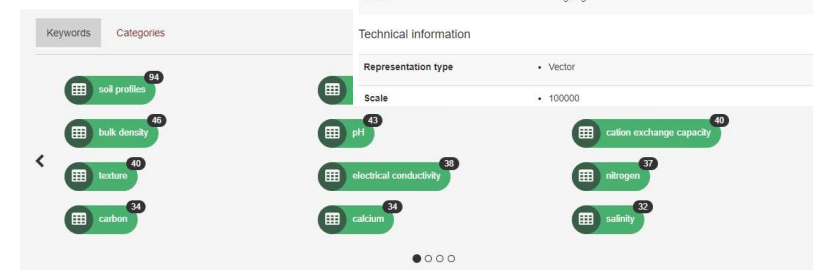 Keywords Categories
Technical information
Representation type • Vector
Scale • 100000
94
soil profiles
46 43 40
bulk density pH cation exchange capacity
40 38 37
texture electrical conductivity nitrogen
34 34 32
carbon calcium salinity